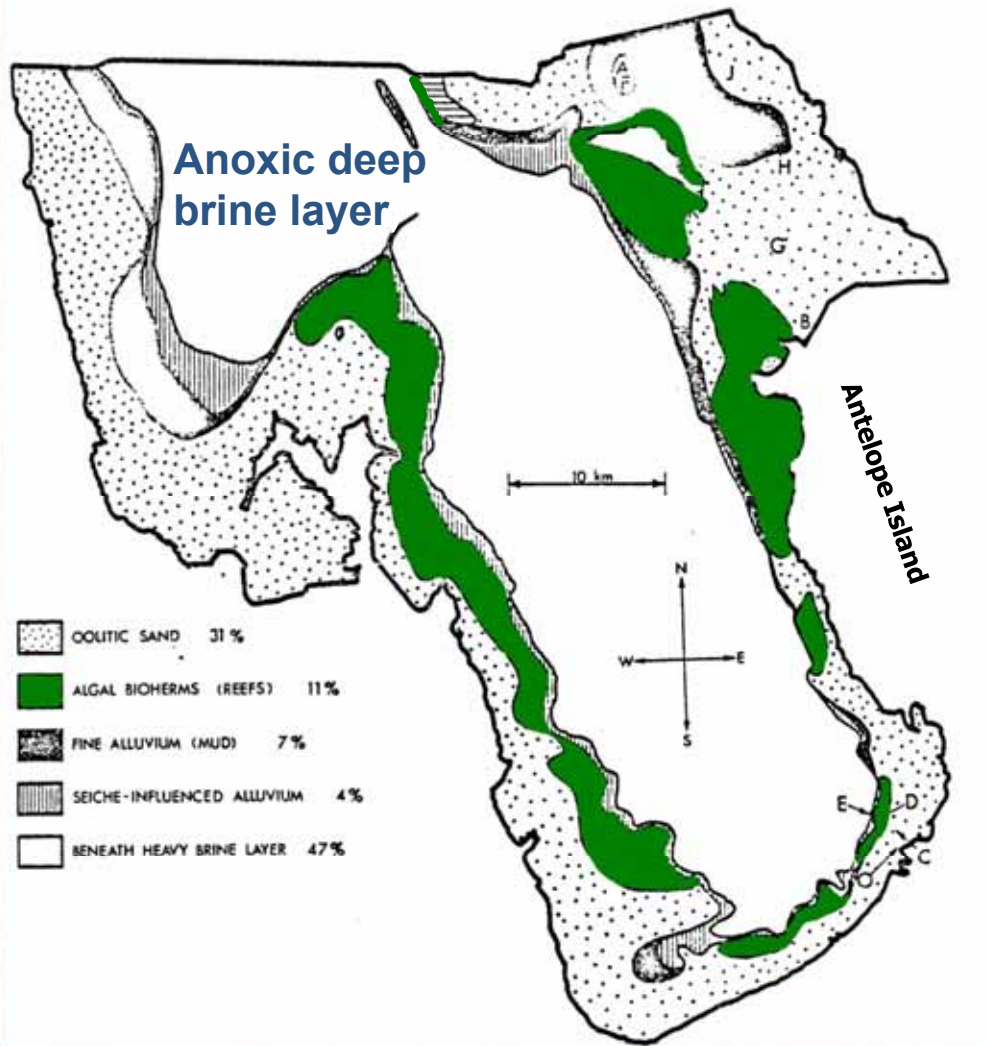 A
F
J
H
Anoxic deep
brine layer
G
B
Antelope Island
10 km
N
W E
S
OOLITIC SAND 31%
ALGAL BIOHERMS (REEFS) 11%
FINE ALLUVIUM (MUD) 7%
SEICHE-INFLUENCED ALLUVIUM 4%
BENEATH HEAVY BRINE LAYER 47%
E D
C